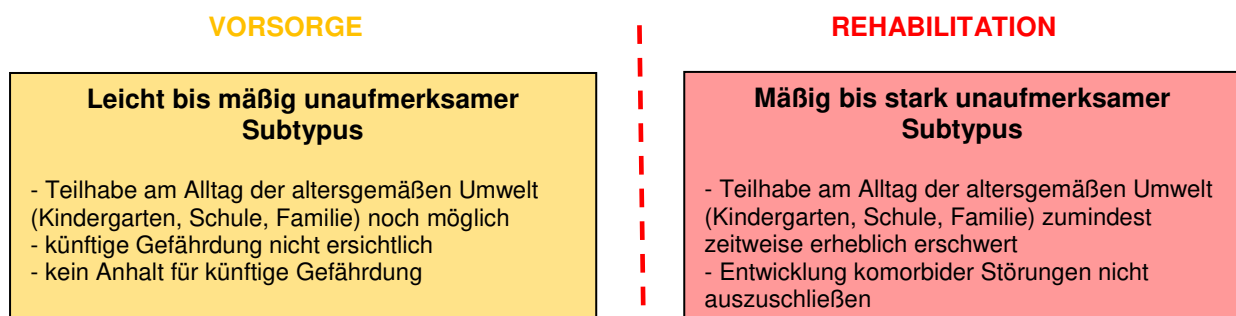 VORSORGE
REHABILITATION
Leicht bis mäßig unaufmerksamer
Subtypus
- Teilhabe am Alltag der altersgemäßen Umwelt
(Kindergarten, Schule, Familie) noch möglich
- künftige Gefährdung nicht ersichtlich
- kein Anhalt für künftige Gefährdung
Mäßig bis stark unaufmerksamer
Subtypus
- Teilhabe am Alltag der altersgemäßen Umwelt
(Kindergarten, Schule, Familie) zumindest
zeitweise erheblich erschwert
- Entwicklung komorbider Störungen nicht
auszuschließen